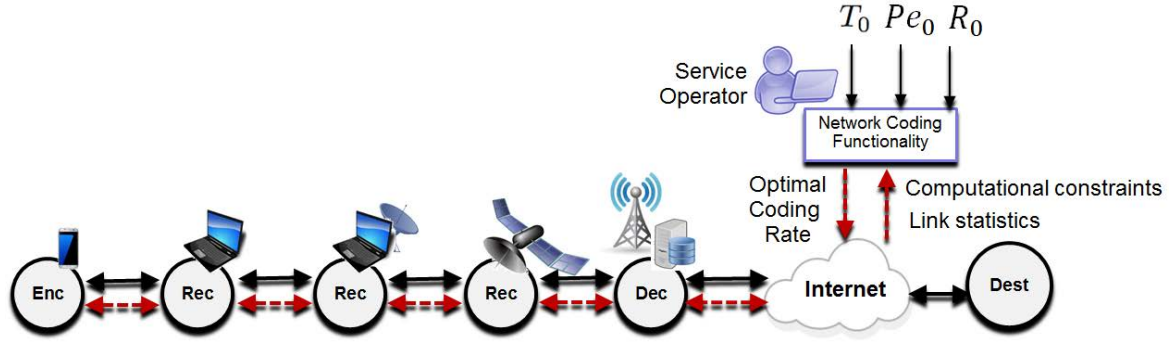 T₀ Pe₀ R₀
Service
Operator
Network Coding
Functionality
Optimal
Coding
Rate
Computational constraints
Link statistics
Enc
Rec
Rec
Rec
Dec
Internet
Dest